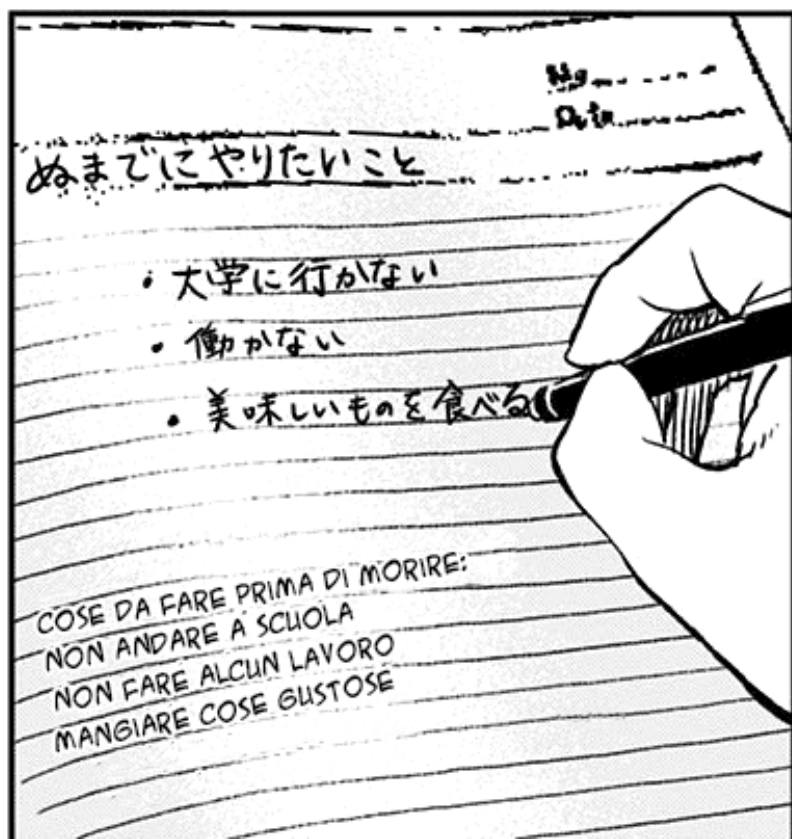 No
Date
ぬまでにやりたいこと
・大学に行かない
・働かない
・美味しいものを食べる
COSE DA FARE PRIMA DI MORIRE:
NON ANDARE A SCUOLA
NON FARE ALCUN LAVORO
MANGIARE COSE GUSTOSE